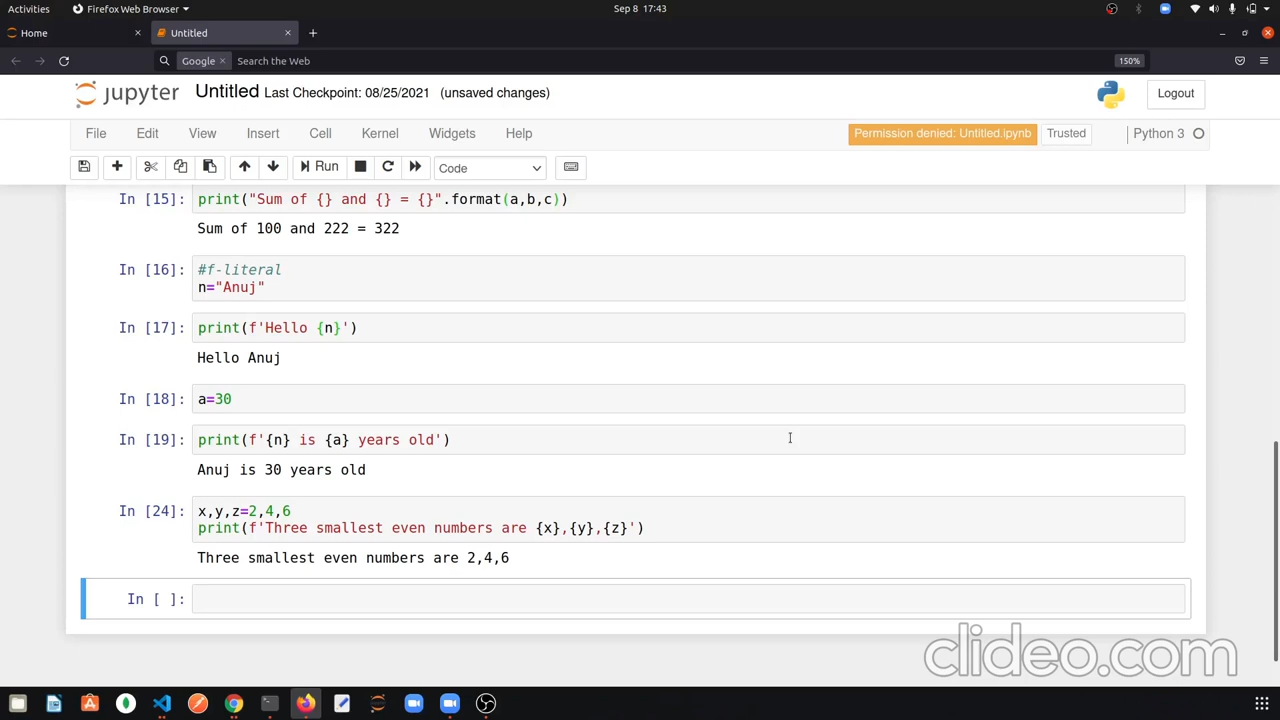 Activities
Firefox Web Browser
Sep 8 17:43
Home
Untitled
Google
Search the Web
150%
jupyter
Untitled Last Checkpoint: 08/25/2021 (unsaved changes)
Logout
File Edit View Insert Cell Kernel Widgets Help
Permission denied: Untitled.ipynb
Trusted
Python 3
Run
Code
In [15]: print("Sum of {} and {} = {}".format(a,b,c))
Sum of 100 and 222 = 322
In [16]: #f-literal
n="Anuj"
In [17]: print(f'Hello {n}')
Hello Anuj
In [18]: a=30
In [19]: print(f'{n} is {a} years old')
Anuj is 30 years old
In [24]: x,y,z=2,4,6
print(f'Three smallest even numbers are {x},{y},{z}')
Three smallest even numbers are 2,4,6
In [ ]:
clideo.com